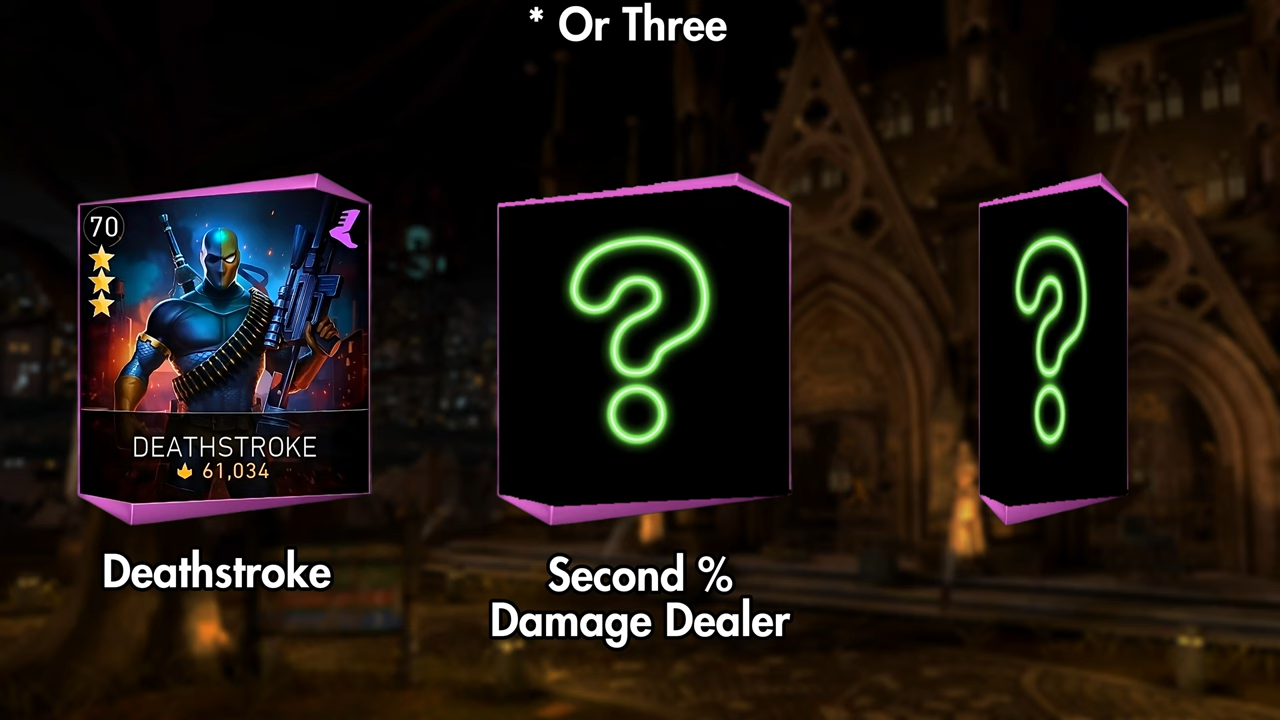 * Or Three
70
DEATHSTROKE
61,034
Deathstroke
Second %
Damage Dealer